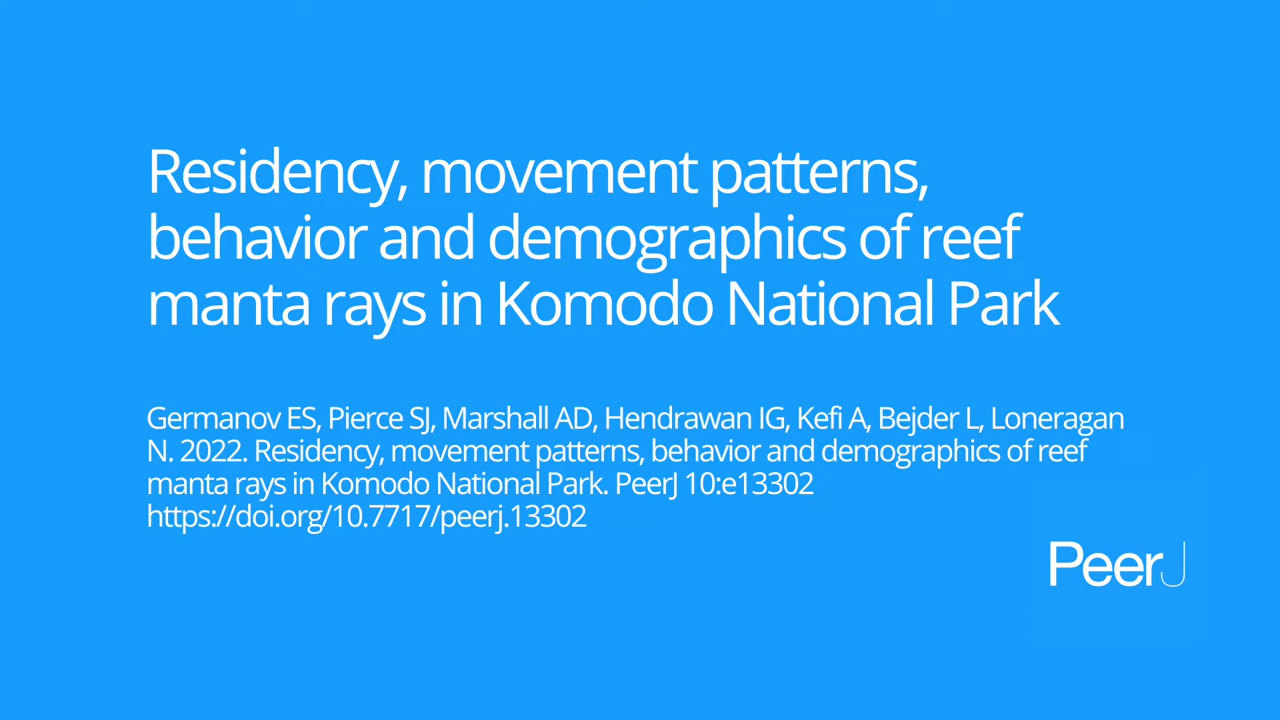 Residency, movement patterns,
behavior and demographics of reef
manta rays in Komodo National Park
Germanov ES, Pierce SJ, Marshall AD, Hendrawan IG, Kefi A, Bejder L, Loneragan
N. 2022. Residency, movement patterns, behavior and demographics of reef
manta rays in Komodo National Park. PeerJ 10:e13302
https://doi.org/10.7717/peerj.13302
PeerJ